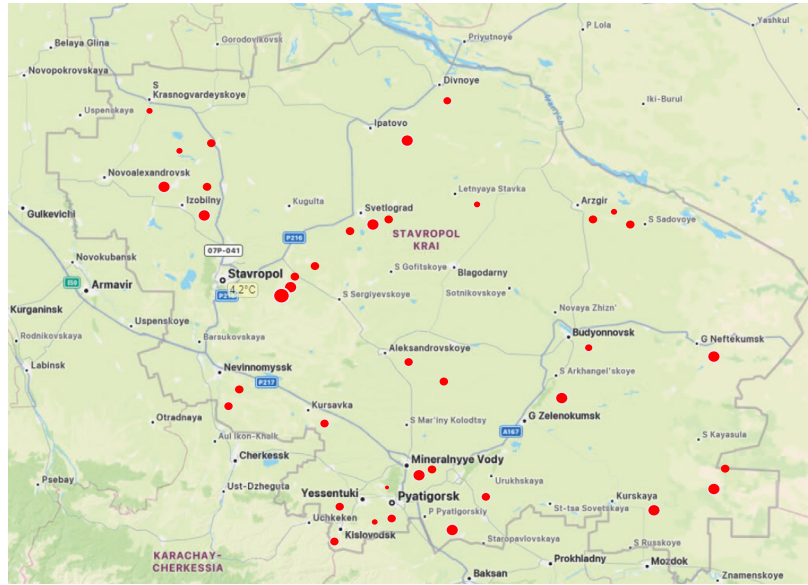 Gorodovikovsk
P Lola
Yashkul
Belaya Glina
Priyutnoye
Novopokrovskaya
S
Krasnogvardeyskoye
Divnoye
Iki-Burul
Uspenskaya
Ipatovo
Novoalexandrovsk
Letnyaya Stavka
Izobilny
Kugulta
Arzgir
Gulkevichi
Svetlograd
S Sadovoye
P216
STAVROPOL
KRAI
07P-041
Novokubansk
Stavropol
S Gofitskoye
Blagodarny
E50
Armavir
4.2°C
S Sergiyevskoye
Sotnikovskoye
Kurganinsk
Novaya Zhizn'
Uspenskoye
Rodnikovskaya
Barsukovskaya
Budyonnovsk
G Neftekumsk
Aleksandrovskoye
Labinsk
Nevinnomyssk
S Arkhangel'skoye
P217
Kursavka
Otradnaya
S Mar'iny Kolodtsy
G Zelenokumsk
Aul Ikon-Khalk
A167
S Kayasula
Cherkessk
Mineralnyye Vody
Psebay
Ust-Dzheguta
Urukhskaya
Yessentuki
Pyatigorsk
Kurskaya
St-tsa Sovetskaya
Uchkeken
P Pyatigorskiy
Kislovodsk
Staropavlovskaya
S Russkoye
KARACHAY-
CHERKESSIA
Prokhladny
Mozdok
Baksan
Znamenskoye